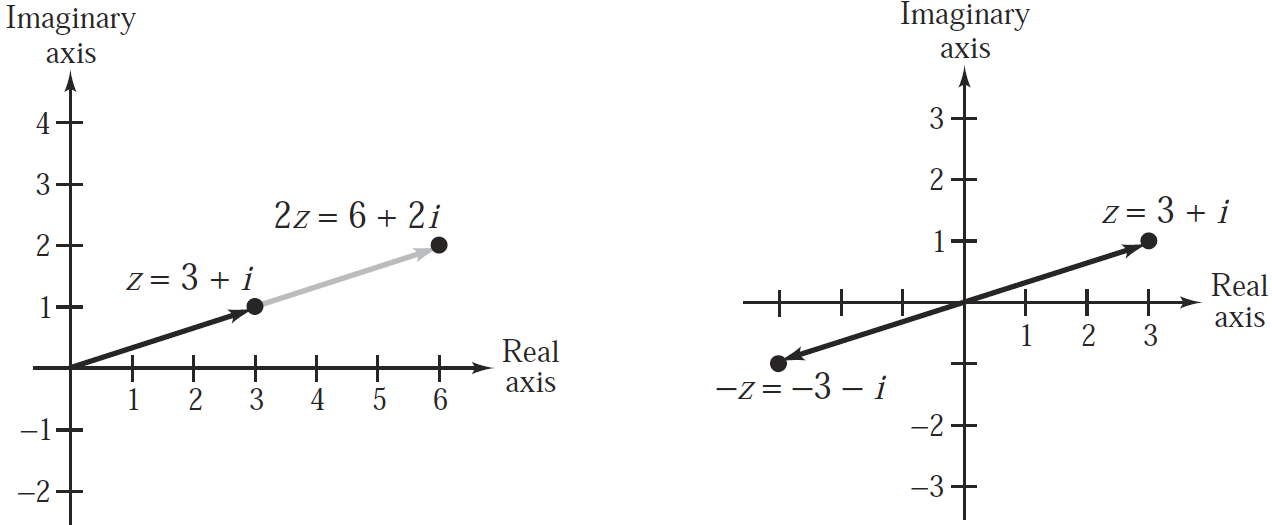 Imaginary
axis
4
3
2z = 6 + 2i
2
z = 3 + i
1
Real
axis
1 2 3 4 5 6
−1
−2
Imaginary
axis
3
2
z = 3 + i
1
Real
axis
1 2 3
−z = −3 − i
−2
−3